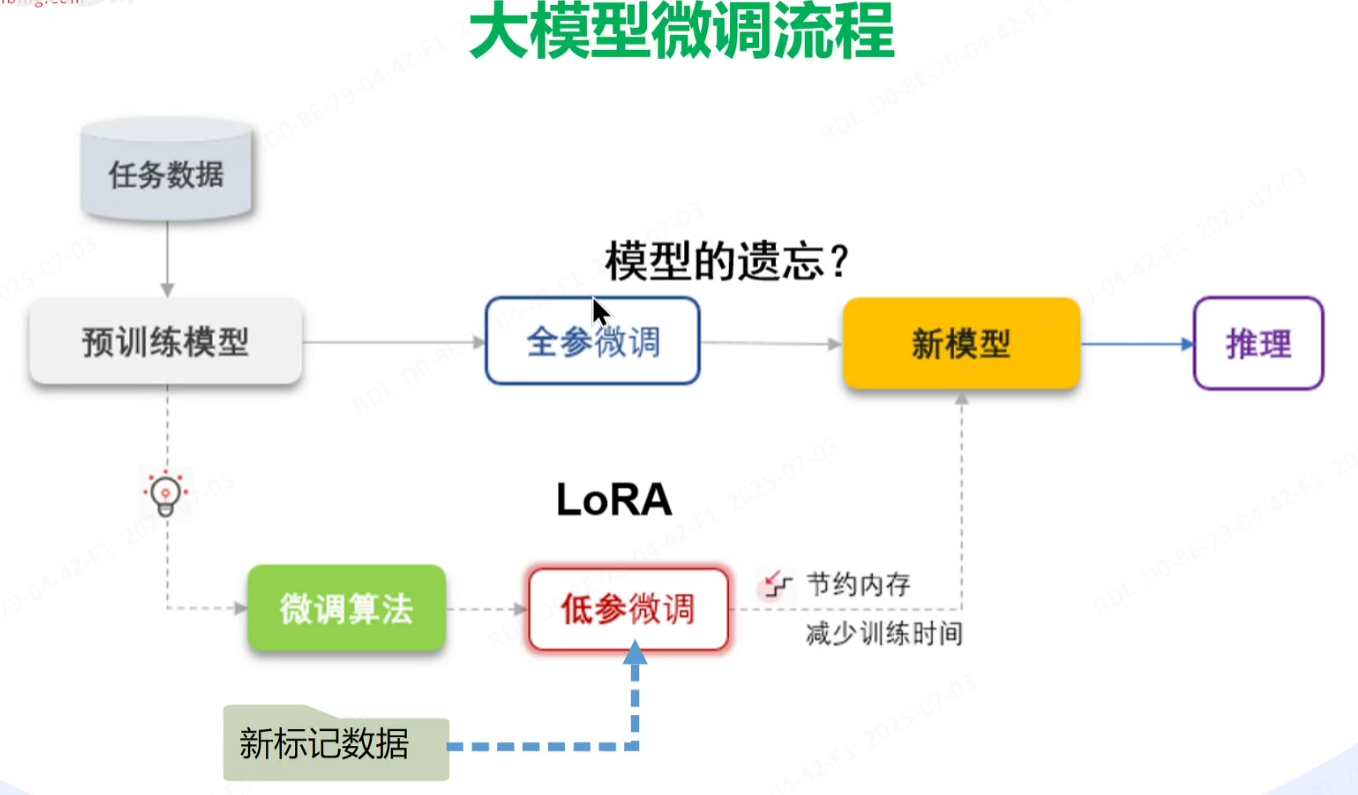 大模型微调流程
任务数据
模型的遗忘?
预训练模型
全参微调
新模型
推理
LoRA
微调算法
低参微调
节约内存
减少训练时间
新标记数据
RDL D0-8E-79-04-42-F1 2025-07-03